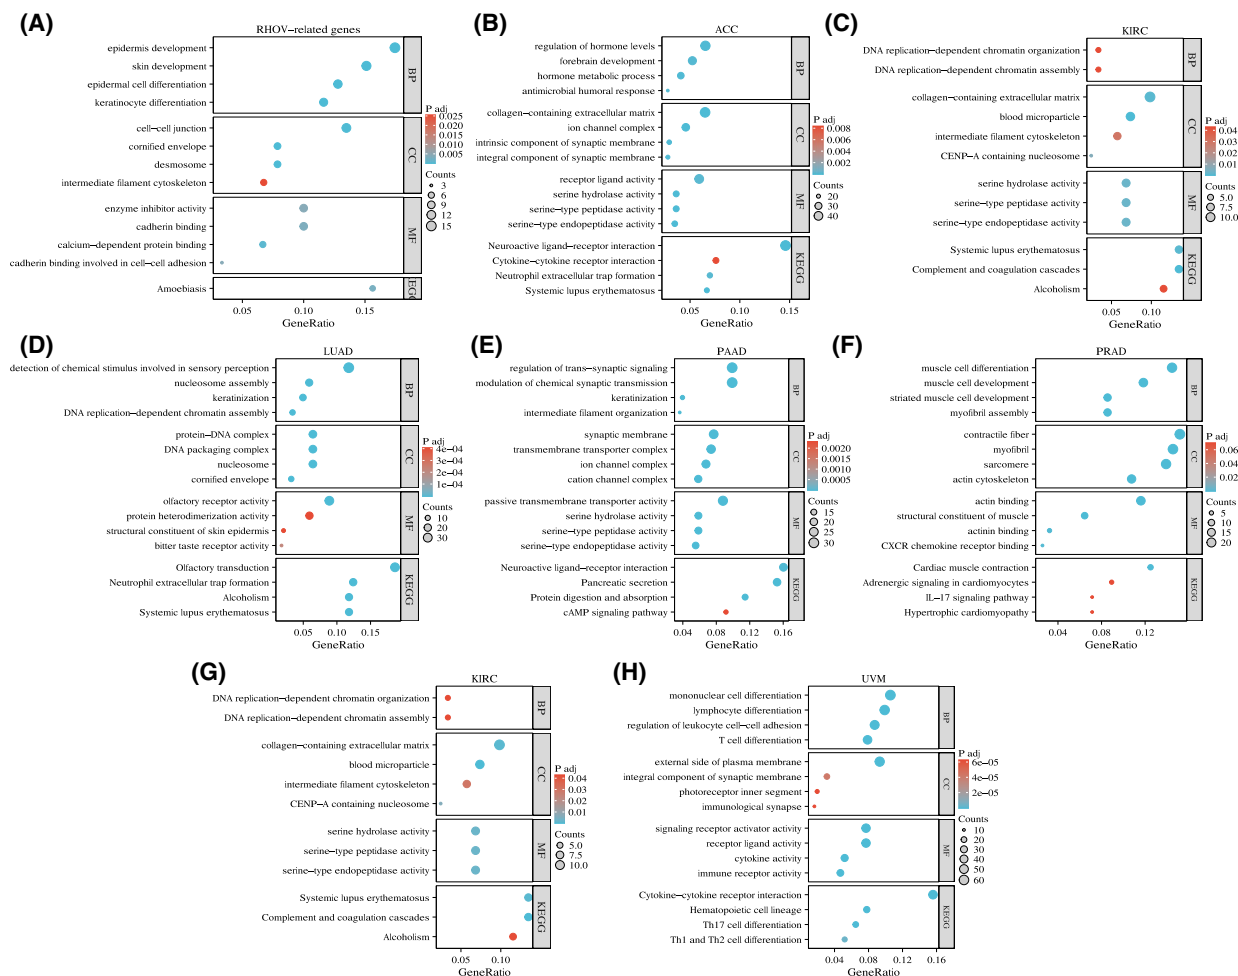 (A)
RHOV−related genes
epidermis development
skin development
epidermal cell differentiation
keratinocyte differentiation
BP
cell−cell junction
cornified envelope
desmosome
intermediate filament cytoskeleton
CC
enzyme inhibitor activity
cadherin binding
calcium−dependent protein binding
cadherin binding involved in cell−cell adhesion
MF
Amoebiasis
0.05 0.10 0.15
GeneRatio
P adj
0.025
0.020
0.015
0.010
0.005
Counts
3
6
9
12
15
(B)
ACC
regulation of hormone levels
forebrain development
hormone metabolic process
antimicrobial humoral response
BP
collagen−containing extracellular matrix
ion channel complex
intrinsic component of synaptic membrane
integral component of synaptic membrane
CC
receptor ligand activity
serine hydrolase activity
serine−type peptidase activity
serine−type endopeptidase activity
MF
Neuroactive ligand−receptor interaction
Cytokine−cytokine receptor interaction
Neutrophil extracellular trap formation
Systemic lupus erythematosus
KEGG
0.05 0.10 0.15
GeneRatio
P adj
0.008
0.006
0.004
0.002
Counts
20
30
40
(C)
KIRC
DNA replication−dependent chromatin organization
DNA replication−dependent chromatin assembly
BP
collagen−containing extracellular matrix
blood microparticle
intermediate filament cytoskeleton
CENP−A containing nucleosome
CC
serine hydrolase activity
serine−type peptidase activity
serine−type endopeptidase activity
MF
Systemic lupus erythematosus
Complement and coagulation cascades
Alcoholism
KEGG
0.05 0.10
GeneRatio
P adj
0.04
0.03
0.02
0.01
Counts
5.0
7.5
10.0
(D)
LUAD
detection of chemical stimulus involved in sensory perception
nucleosome assembly
keratinization
DNA replication−dependent chromatin assembly
BP
protein−DNA complex
DNA packaging complex
nucleosome
cornified envelope
CC
olfactory receptor activity
protein heterodimerization activity
structural constituent of skin epidermis
bitter taste receptor activity
MF
Olfactory transduction
Neutrophil extracellular trap formation
Alcoholism
Systemic lupus erythematosus
KEGG
0.05 0.10 0.15
GeneRatio
P adj
4e−04
3e−04
2e−04
1e−04
Counts
10
20
30
(E)
PAAD
regulation of trans−synaptic signaling
modulation of chemical synaptic transmission
keratinization
intermediate filament organization
BP
synaptic membrane
transmembrane transporter complex
ion channel complex
cation channel complex
CC
passive transmembrane transporter activity
serine hydrolase activity
serine−type peptidase activity
serine−type endopeptidase activity
MF
Neuroactive ligand−receptor interaction
Pancreatic secretion
Protein digestion and absorption
cAMP signaling pathway
KEGG
0.04 0.08 0.12 0.16
GeneRatio
P adj
0.0020
0.0015
0.0010
0.0005
Counts
15
20
25
30
(F)
PRAD
muscle cell differentiation
muscle cell development
striated muscle cell development
myofibril assembly
BP
contractile fiber
myofibril
sarcomere
actin cytoskeleton
CC
actin binding
structural constituent of muscle
actinin binding
CXCR chemokine receptor binding
MF
Cardiac muscle contraction
Adrenergic signaling in cardiomyocytes
IL−17 signaling pathway
Hypertrophic cardiomyopathy
KEGG
0.04 0.08 0.12
GeneRatio
P adj
0.06
0.04
0.02
Counts
5
10
15
20
(G)
KIRC
DNA replication−dependent chromatin organization
DNA replication−dependent chromatin assembly
BP
collagen−containing extracellular matrix
blood microparticle
intermediate filament cytoskeleton
CENP−A containing nucleosome
CC
serine hydrolase activity
serine−type peptidase activity
serine−type endopeptidase activity
MF
Systemic lupus erythematosus
Complement and coagulation cascades
Alcoholism
KEGG
0.05 0.10
GeneRatio
P adj
0.04
0.03
0.02
0.01
Counts
5.0
7.5
10.0
(H)
UVM
mononuclear cell differentiation
lymphocyte differentiation
regulation of leukocyte cell−cell adhesion
T cell differentiation
BP
external side of plasma membrane
integral component of synaptic membrane
photoreceptor inner segment
immunological synapse
CC
signaling receptor activator activity
receptor ligand activity
cytokine activity
immune receptor activity
MF
Cytokine−cytokine receptor interaction
Hematopoietic cell lineage
Th17 cell differentiation
Th1 and Th2 cell differentiation
KEGG
0.04 0.08 0.12 0.16
GeneRatio
P adj
6e−05
4e−05
2e−05
Counts
10
20
30
40
50
60